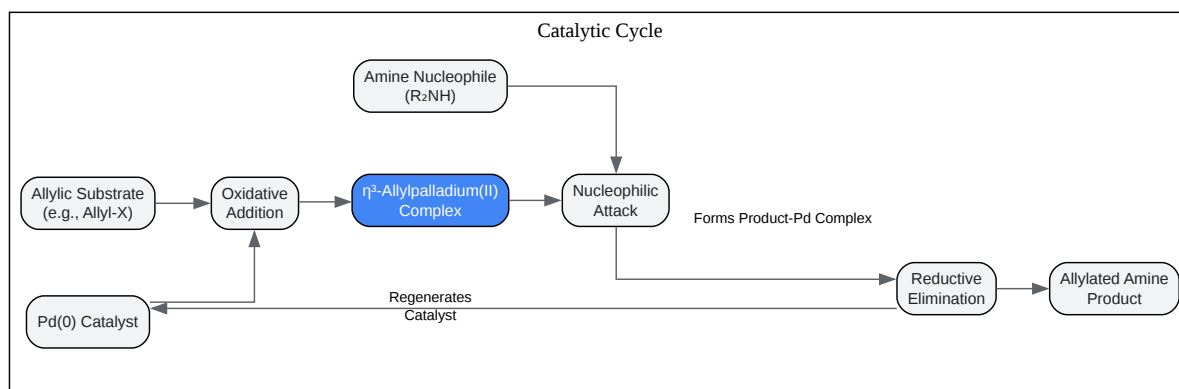 Catalytic Cycle
Amine Nucleophile
(R₂NH)
Allylic Substrate
(e.g., Allyl-X)
Oxidative
Addition
η³-Allylpalladium(II)
Complex
Nucleophilic
Attack
Forms Product-Pd Complex
Pd(0) Catalyst
Regenerates
Catalyst
Reductive
Elimination
Allylated Amine
Product